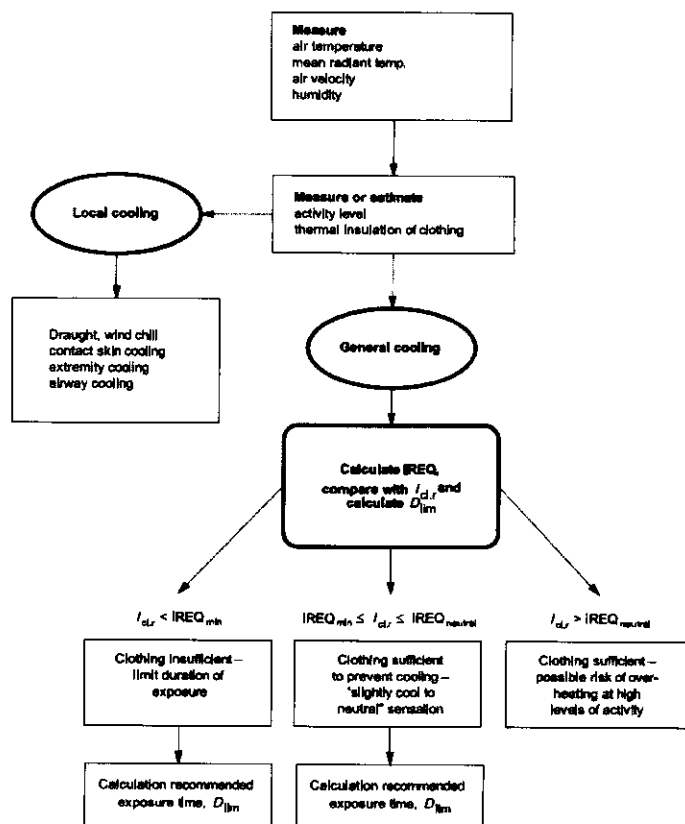 Measure
air temperature
mean radiant temp.
air velocity
humidity
Measure or estimate
activity level
thermal insulation of clothing
Local cooling
Draught, wind chill
contact skin cooling
extremity cooling
airway cooling
General cooling
Calculate IREQ,
compare with I_cl,r and
calculate D_lim
I_cl,r < IREQ_min
Clothing insufficient –
limit duration of
exposure
Calculation recommended
exposure time, D_lim
IREQ_min ≤ I_cl,r ≤ IREQ_neutral
Clothing sufficient
to prevent cooling –
"slightly cool to
neutral" sensation
Calculation recommended
exposure time, D_lim
I_cl,r > IREQ_neutral
Clothing sufficient –
possible risk of over-
heating at high
levels of activity